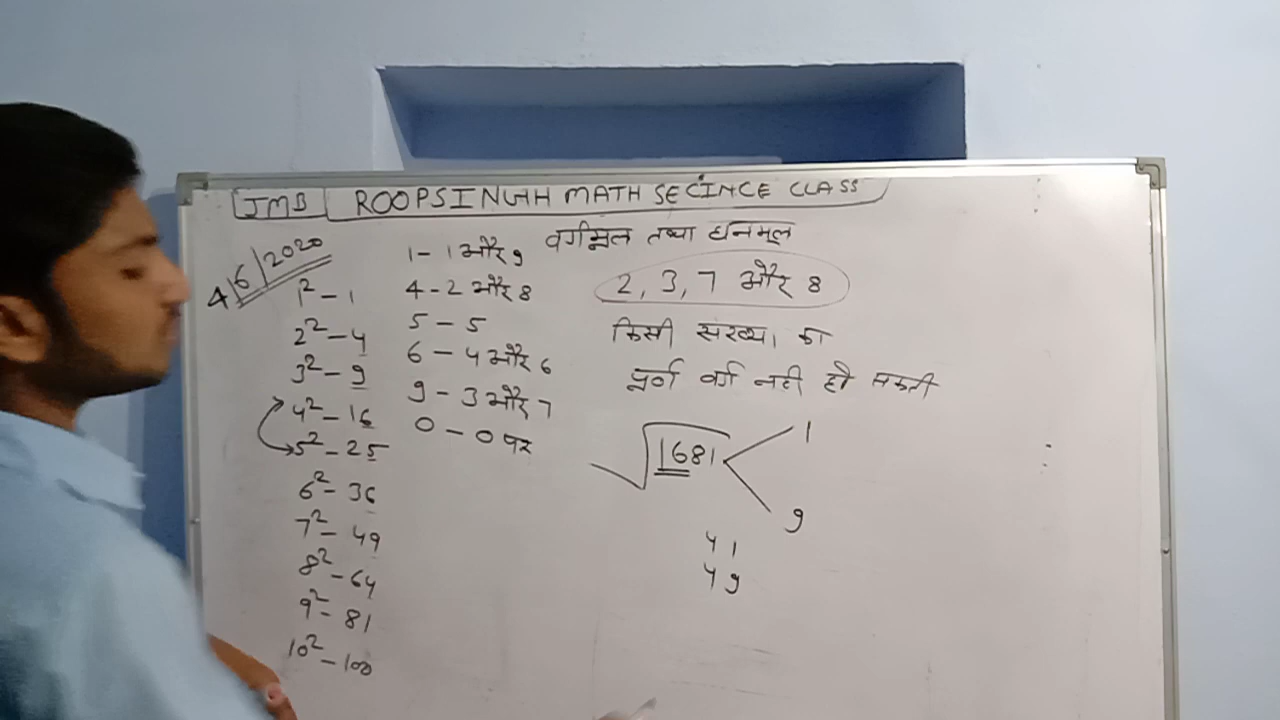 JMB ROOPSINGH MATH SECINCE CLASS
4/6/2020
वर्गमूल तथा घनमूल
1² – 1
2² – 4
3² – 9
4² – 16
5² – 25
6² – 36
7² – 49
8² – 64
9² – 81
10² – 100
1 – 1 और 9
4 – 2 और 8
5 – 5
6 – 4 और 6
9 – 3 और 7
0 – 0 पर
2, 3, 7 और 8
किसी संख्या का
पूर्ण वर्ग नही हो सकती
√1681
1
9
41
49